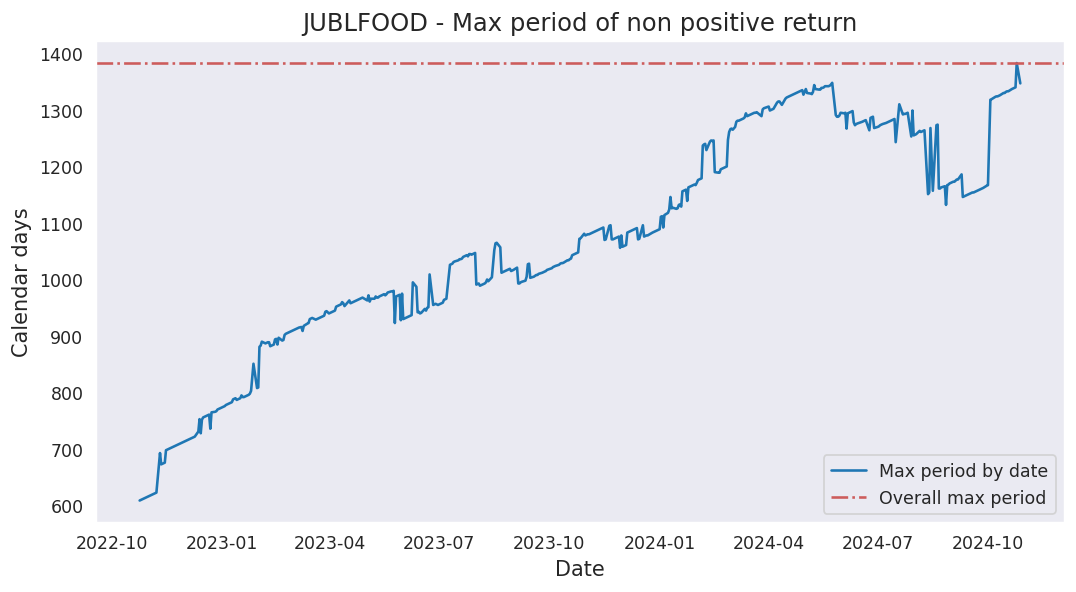 JUBLFOOD - Max period of non positive return
Calendar days
1400
1300
1200
1100
1000
900
800
700
600
2022-10 2023-01 2023-04 2023-07 2023-10 2024-01 2024-04 2024-07 2024-10
Date
Max period by date
Overall max period